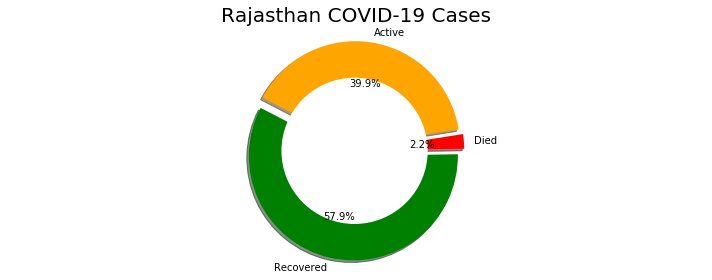 Rajasthan COVID-19 Cases
Active
39.9%
Died
2.2%
57.9%
Recovered